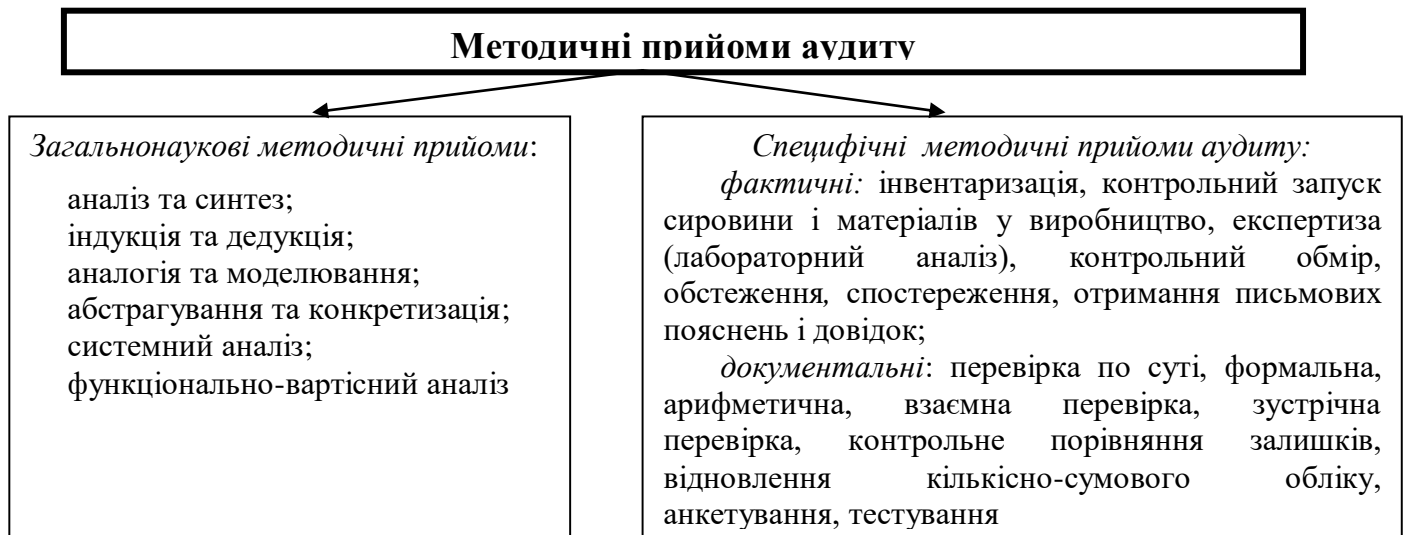 Методичні прийоми аудиту
Загальнонаукові методичні прийоми:
аналіз та синтез;
індукція та дедукція;
аналогія та моделювання;
абстрагування та конкретизація;
системний аналіз;
функціонально-вартісний аналіз
Специфічні методичні прийоми аудиту:
фактичні: інвентаризація, контрольний запуск
сировини і матеріалів у виробництво, експертиза
(лабораторний аналіз), контрольний обмір,
обстеження, спостереження, отримання письмових
пояснень і довідок;
документальні: перевірка по суті, формальна,
арифметична, взаємна перевірка, зустрічна
перевірка, контрольне порівняння залишків,
відновлення кількісно-сумового обліку,
анкетування, тестування